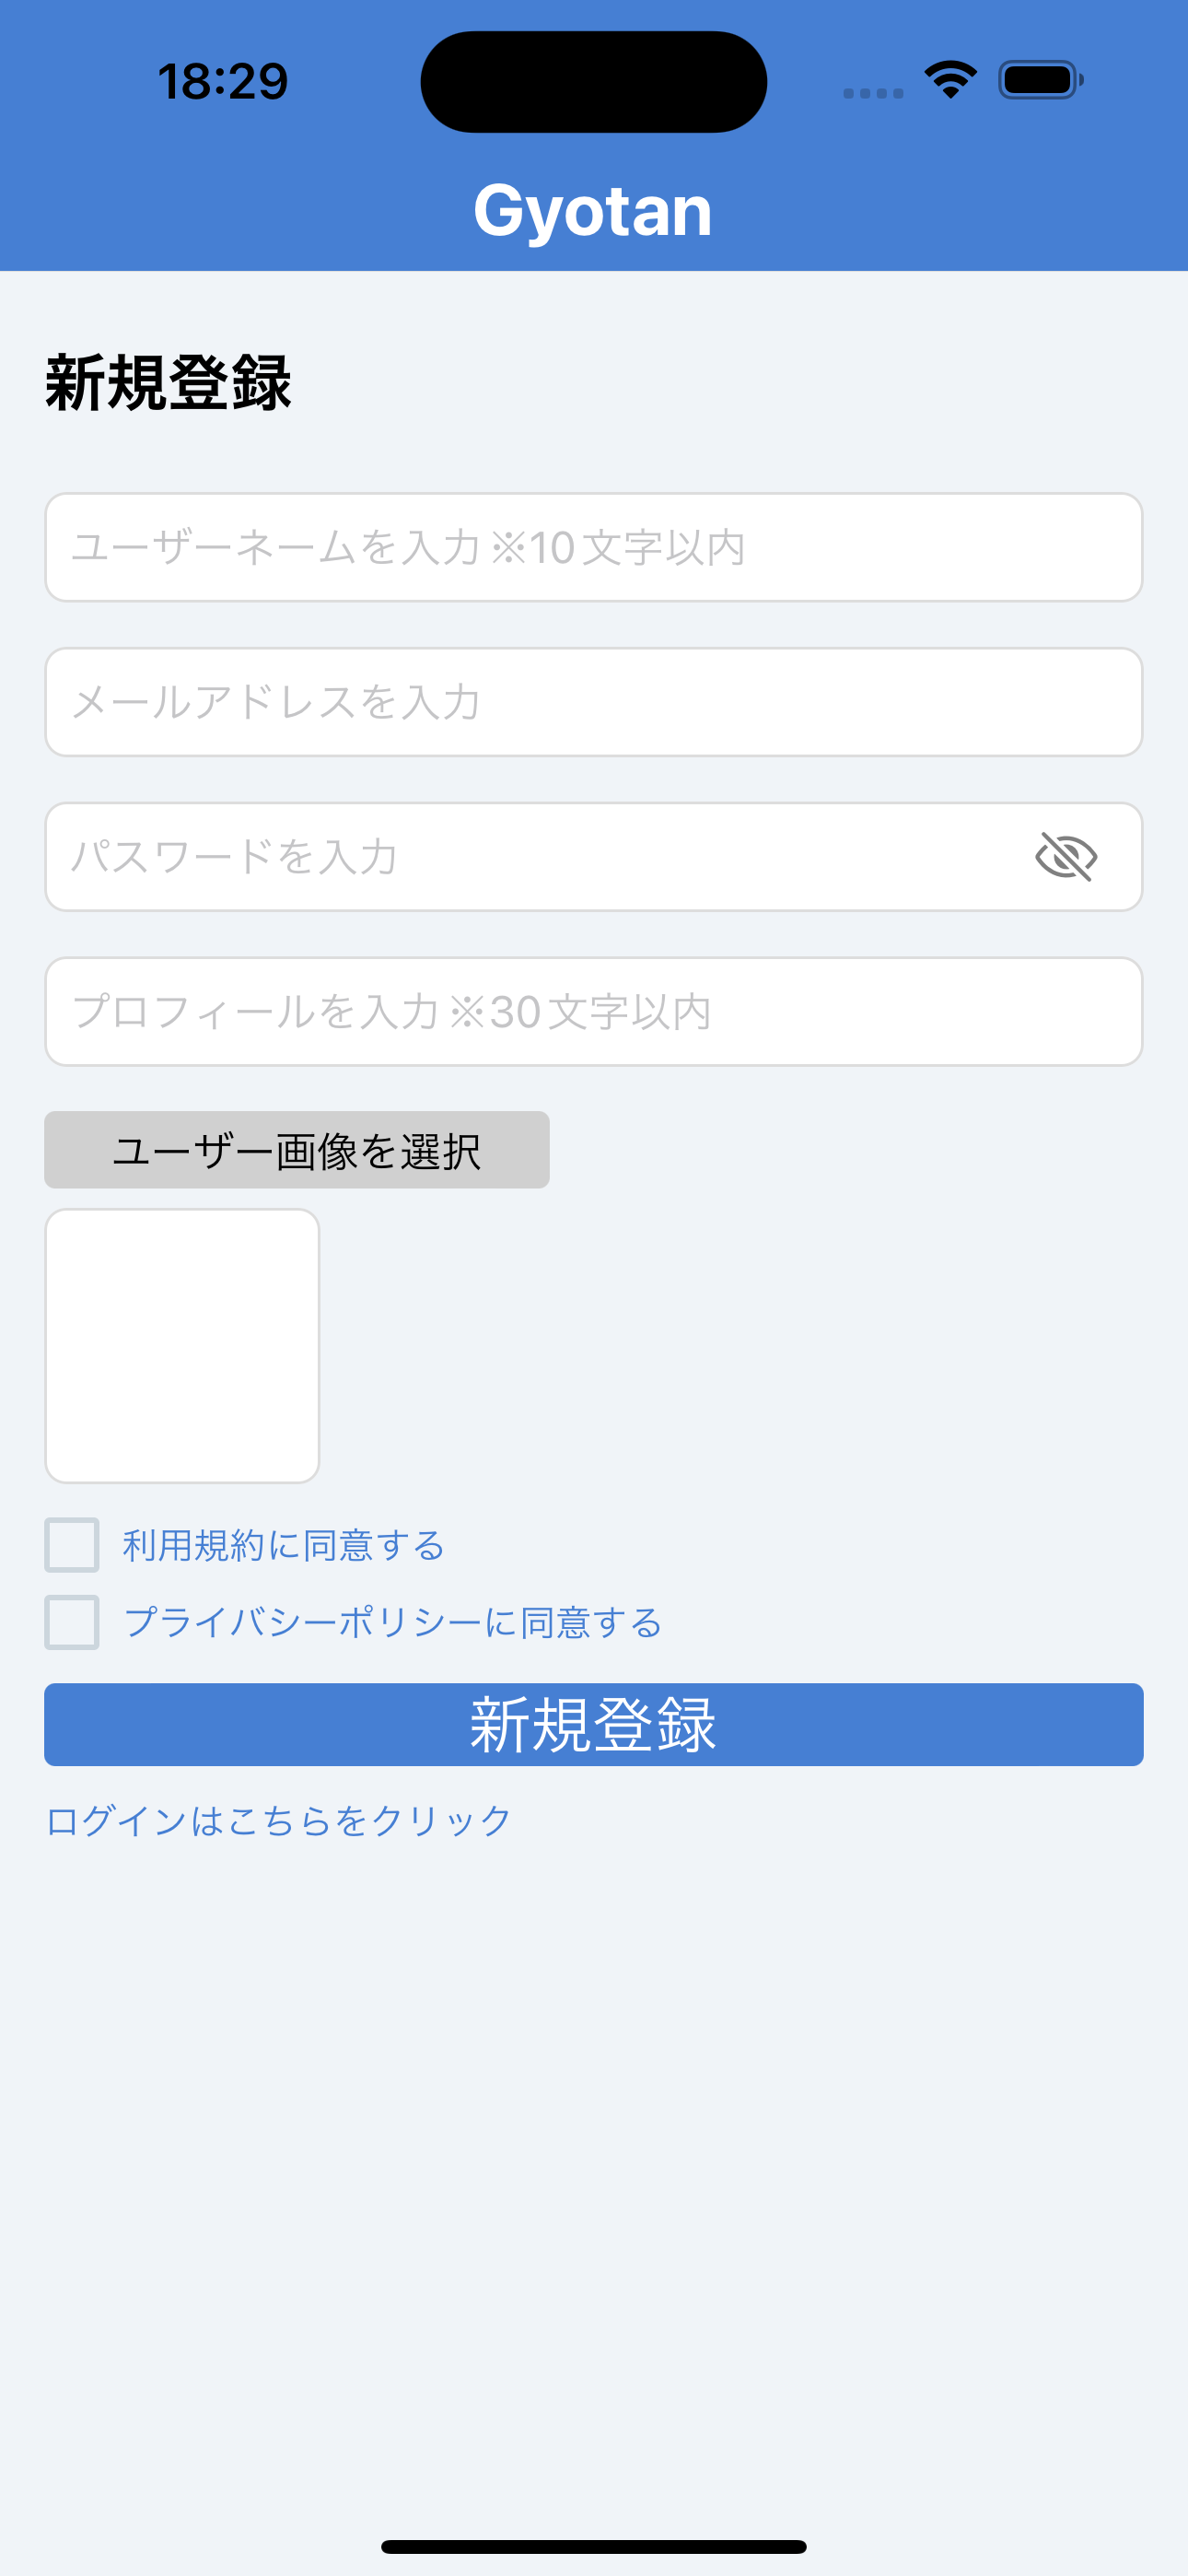 18:29
Gyotan
新規登録
ユーザーネームを入力 ※10 文字以内
メールアドレスを入力
パスワードを入力
プロフィールを入力 ※30 文字以内
ユーザー画像を選択
利用規約に同意する
プライバシーポリシーに同意する
新規登録
ログインはこちらをクリック